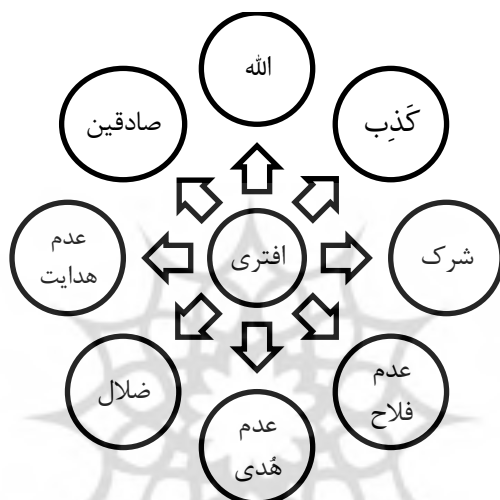 الله
کَذِب
صادقین
شرک
افتری
عدم
هدایت
عدم
فلاح
ضلال
عدم
هُدی